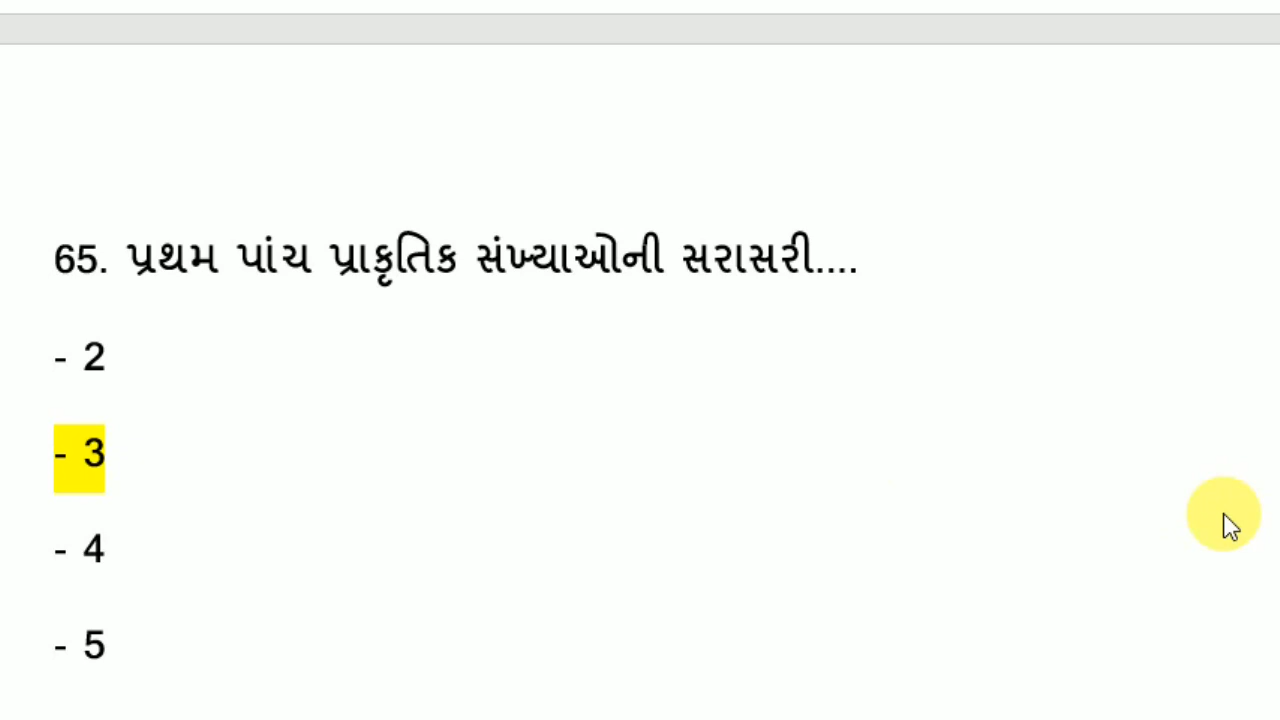 65. પ્રથમ પાંચ પ્રાકૃતિક સંખ્યાઓની સરાસરી....
- 2
- 3
- 4
- 5